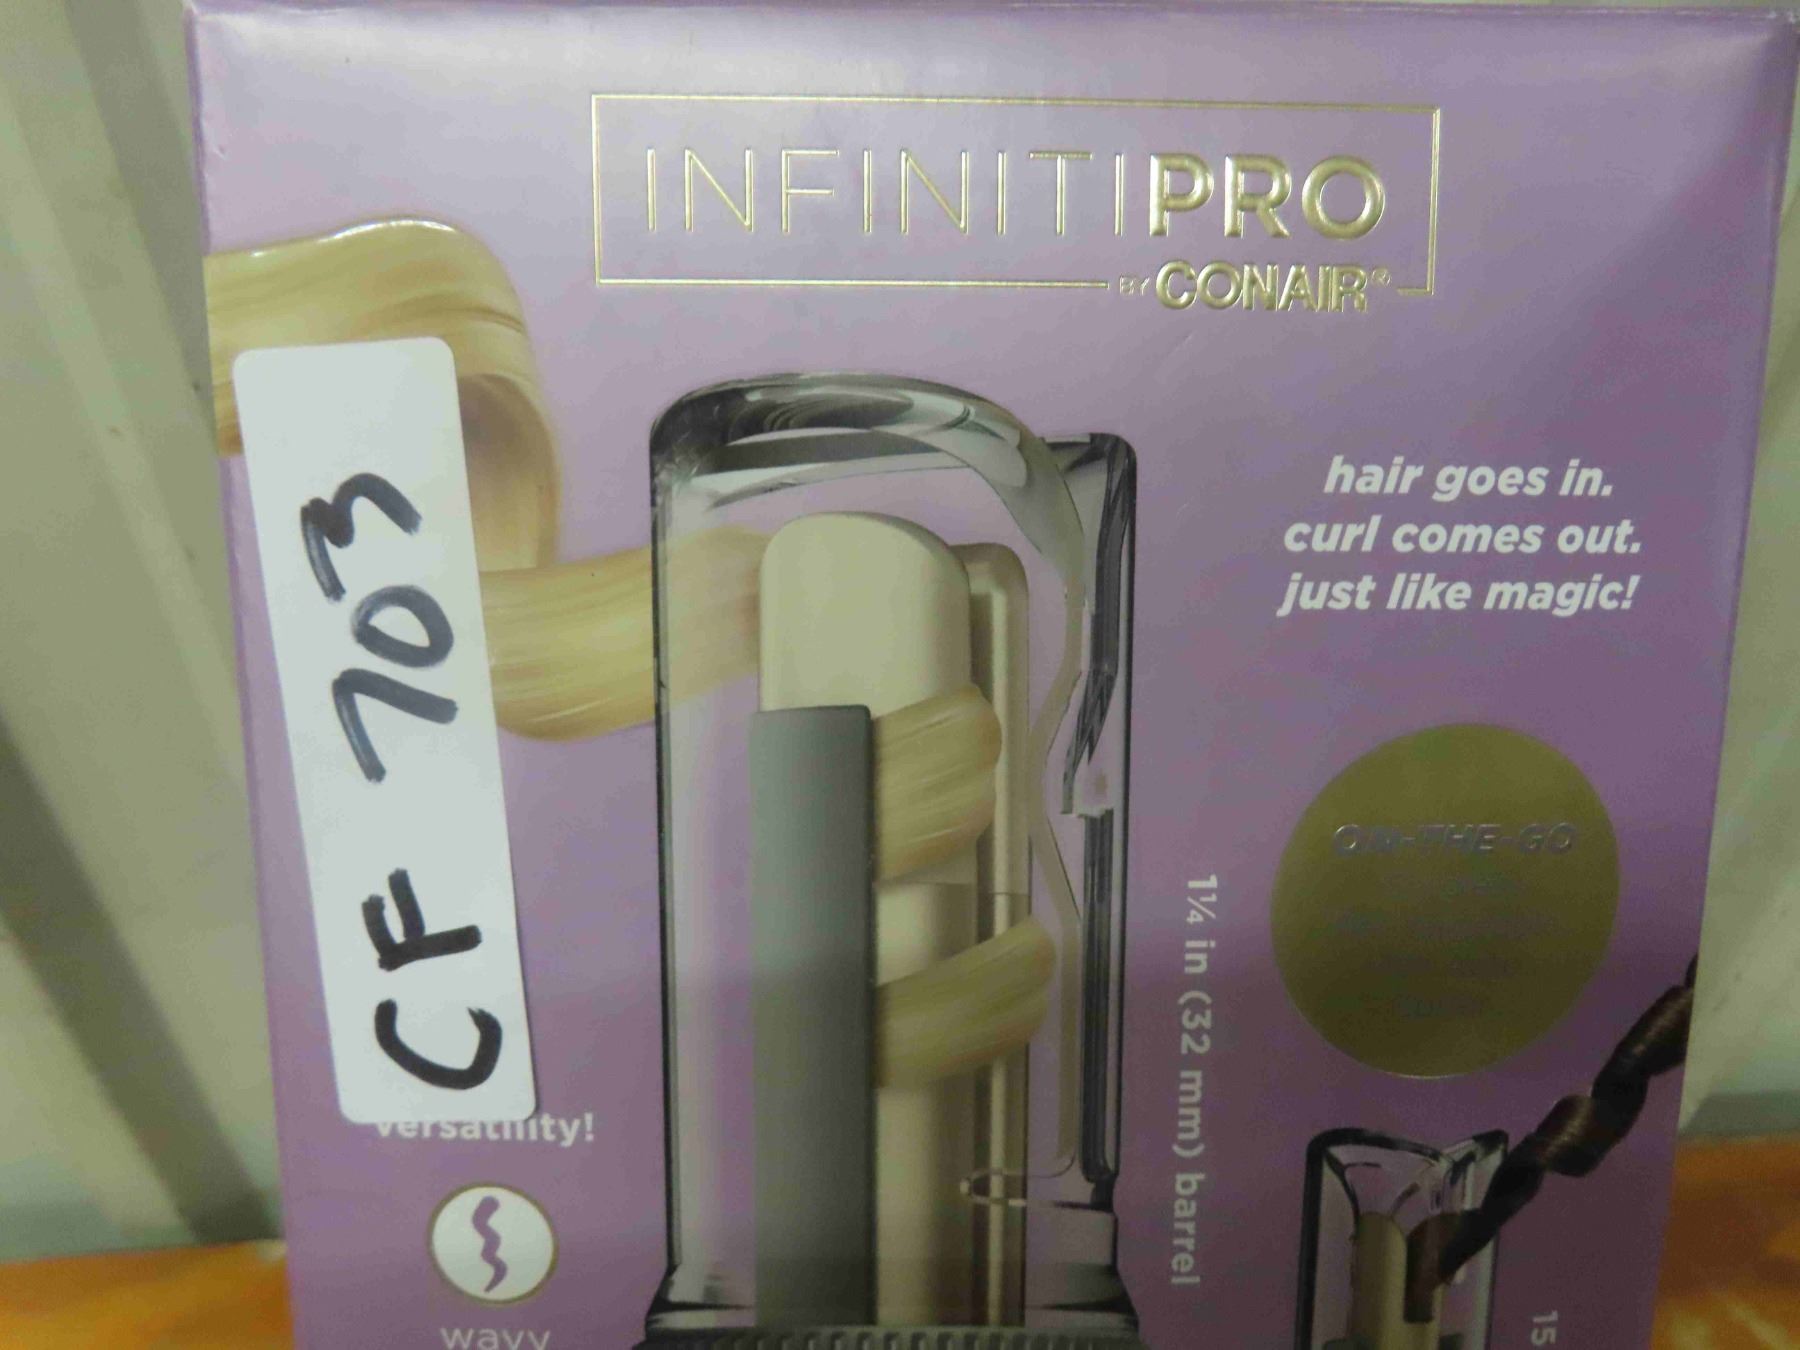 INFINITIPRO
BY CONAIR®
hair goes in.
curl comes out.
just like magic!
CF 703
ON-THE-GO
1¼ in (32 mm) barrel
versatility!
wavy
15